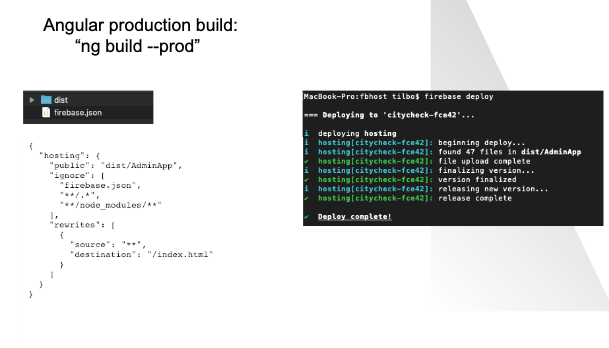 Angular production build:
“ng build --prod”
dist
firebase.json
{
"hosting": {
"public": "dist/AdminApp",
"ignore": [
"firebase.json",
"**/.*",
"**/node_modules/**"
],
"rewrites": [
{
"source": "**",
"destination": "/index.html"
}
]
}
}
MacBook-Pro:fbhost tilbo$ firebase deploy
=== Deploying to 'citycheck-fce42'...
i deploying hosting
i hosting[citycheck-fce42]: beginning deploy...
i hosting[citycheck-fce42]: found 47 files in dist/AdminApp
✔ hosting[citycheck-fce42]: file upload complete
i hosting[citycheck-fce42]: finalizing version...
✔ hosting[citycheck-fce42]: version finalized
i hosting[citycheck-fce42]: releasing new version...
✔ hosting[citycheck-fce42]: release complete
✔ Deploy complete!